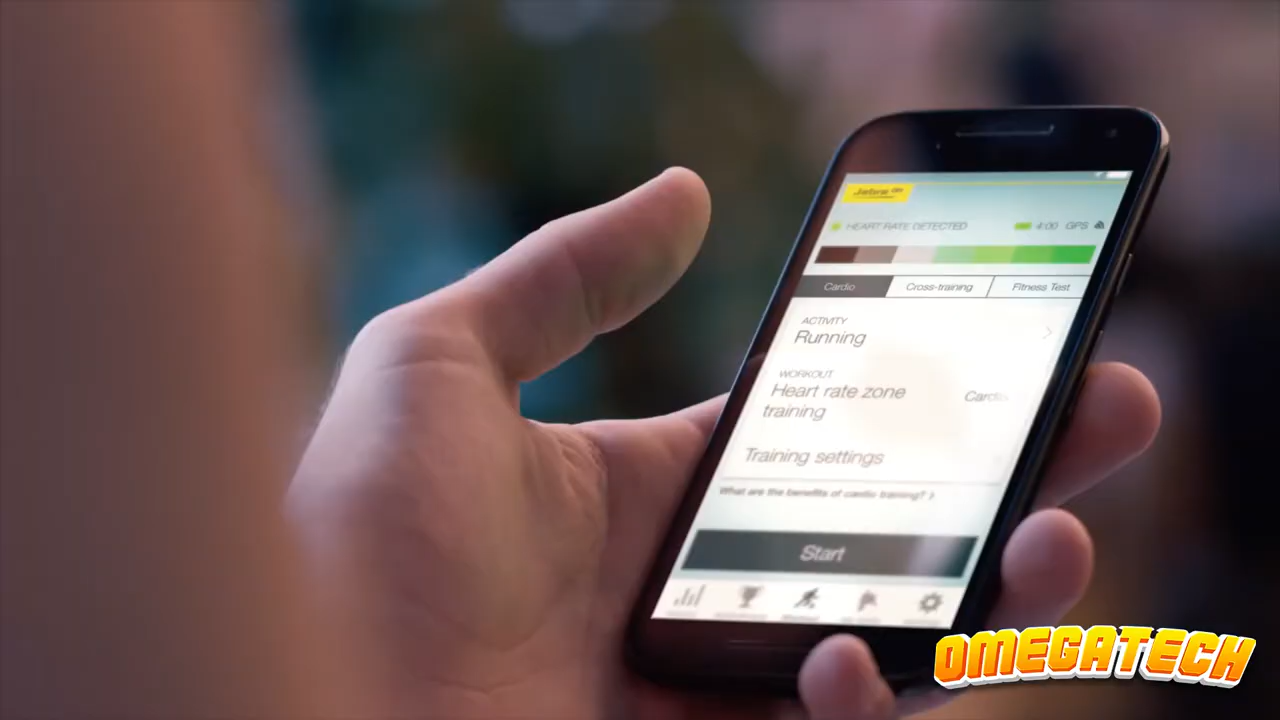 Jabra
HEART RATE DETECTED 4:00 GPS
Cardio Cross-training Fitness Test
ACTIVITY
Running
WORKOUT
Heart rate zone
training
Cardio
Training settings
What are the benefits of cardio training?
Start
OMEGATECH